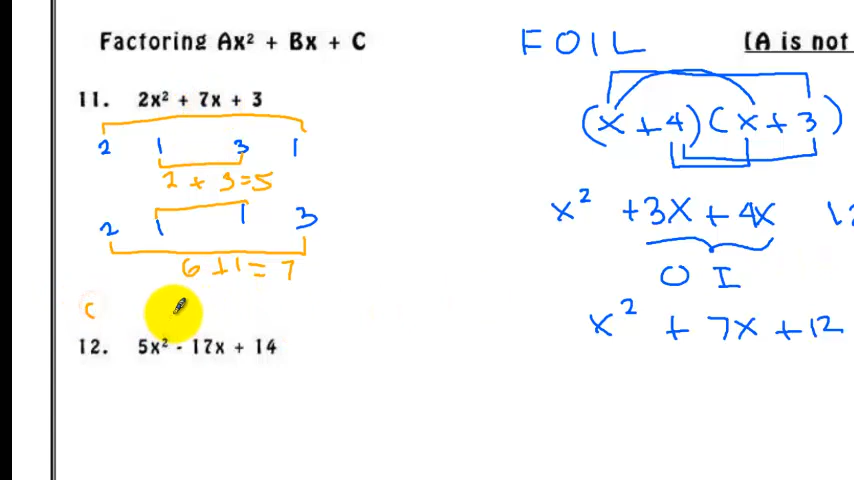 Factoring Ax² + Bx + C
11. 2x² + 7x + 3
2 1 3 1
2 + 3 = 5
2 1 1 3
6 + 1 = 7
(
12. 5x² - 17x + 14
FOIL
[A is not
(x + 4)(x + 3)
x² + 3x + 4x
O I
x² + 7x + 12